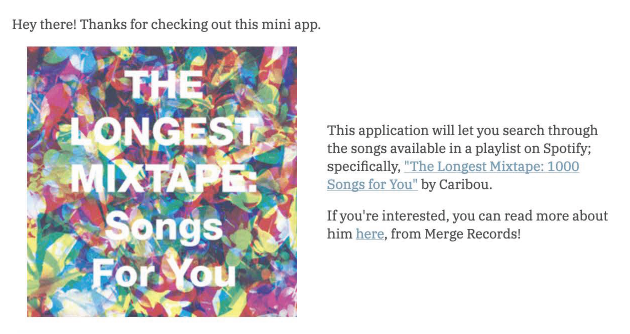 Hey there! Thanks for checking out this mini app.
THE
LONGEST
MIXTAPE:
Songs
For You
This application will let you search through
the songs available in a playlist on Spotify;
specifically, "The Longest Mixtape: 1000
Songs for You" by Caribou.
If you're interested, you can read more about
him here, from Merge Records!